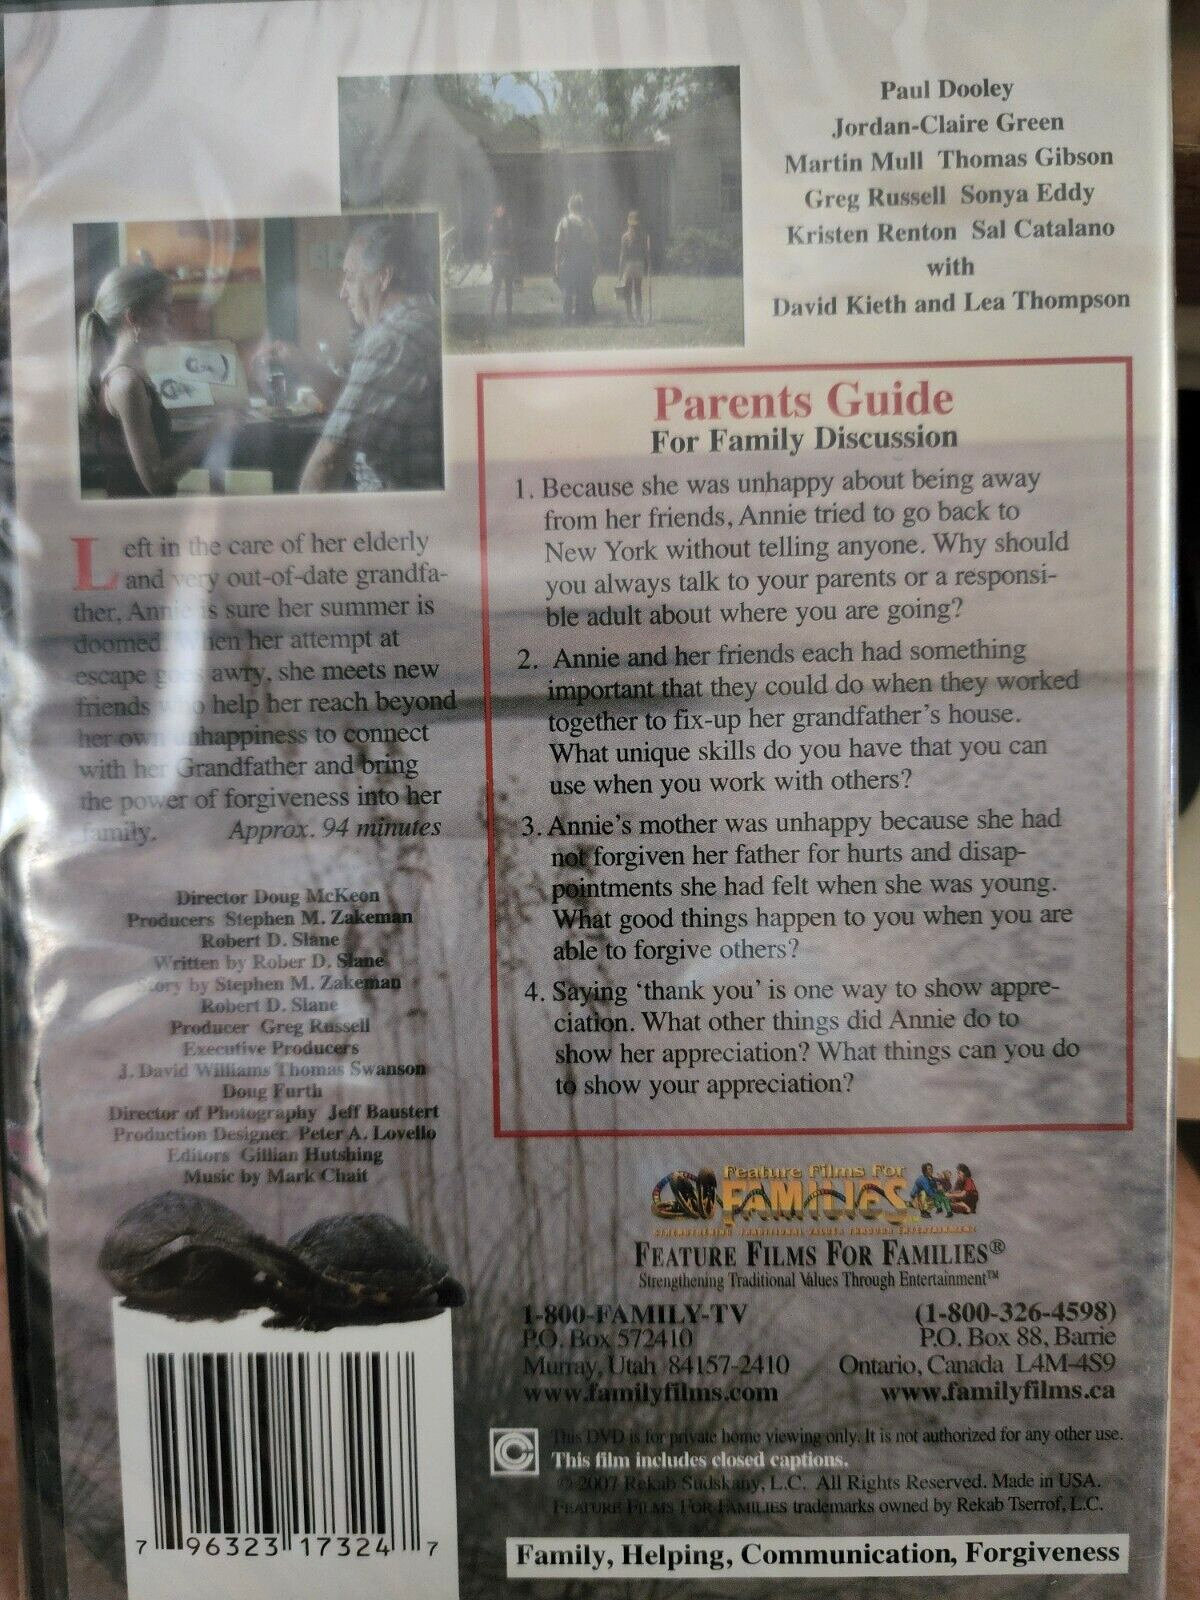 Paul Dooley
Jordan-Claire Green
Martin Mull Thomas Gibson
Greg Russell Sonya Eddy
Kristen Renton Sal Catalano
with
David Kieth and Lea Thompson
Left in the care of her elderly
and very out-of-date grandfa-
ther, Annie is sure her summer is
doomed. When her attempt at
escape goes awry, she meets new
friends who help her reach beyond
her own unhappiness to connect
with her Grandfather and bring
the power of forgiveness into her
family. Approx. 94 minutes
Director Doug McKeon
Producers Stephen M. Zakeman
Robert D. Slane
Written by Rober D. Slane
Story by Stephen M. Zakeman
Robert D. Slane
Producer Greg Russell
Executive Producers
J. David Williams Thomas Swanson
Doug Furth
Director of Photography Jeff Baustert
Production Designer Peter A. Lovello
Editors Gillian Hutshing
Music by Mark Chait
Parents Guide
For Family Discussion
1. Because she was unhappy about being away
from her friends, Annie tried to go back to
New York without telling anyone. Why should
you always talk to your parents or a responsi-
ble adult about where you are going?
2. Annie and her friends each had something
important that they could do when they worked
together to fix-up her grandfather's house.
What unique skills do you have that you can
use when you work with others?
3. Annie's mother was unhappy because she had
not forgiven her father for hurts and disap-
pointments she had felt when she was young.
What good things happen to you when you are
able to forgive others?
4. Saying ‘thank you’ is one way to show appre-
ciation. What other things did Annie do to
show her appreciation? What things can you do
to show your appreciation?
Feature Films For
FAMILIES
STRENGTHENING TRADITIONAL VALUES THROUGH ENTERTAINMENT
FEATURE FILMS FOR FAMILIES®
Strengthening Traditional Values Through Entertainment™
1-800-FAMILY-TV (1-800-326-4598)
P.O. Box 572410 P.O. Box 88, Barrie
Murray, Utah 84157-2410 Ontario, Canada L4M-4S9
www.familyfilms.com www.familyfilms.ca
This DVD is for private home viewing only. It is not authorized for any other use.
This film includes closed captions.
© 2007 Rekab Sudskany, L.C. All Rights Reserved. Made in USA.
FEATURE FILMS FOR FAMILIES trademarks owned by Rekab Tserrof, L.C.
Family, Helping, Communication, Forgiveness
7 96323 17324 7